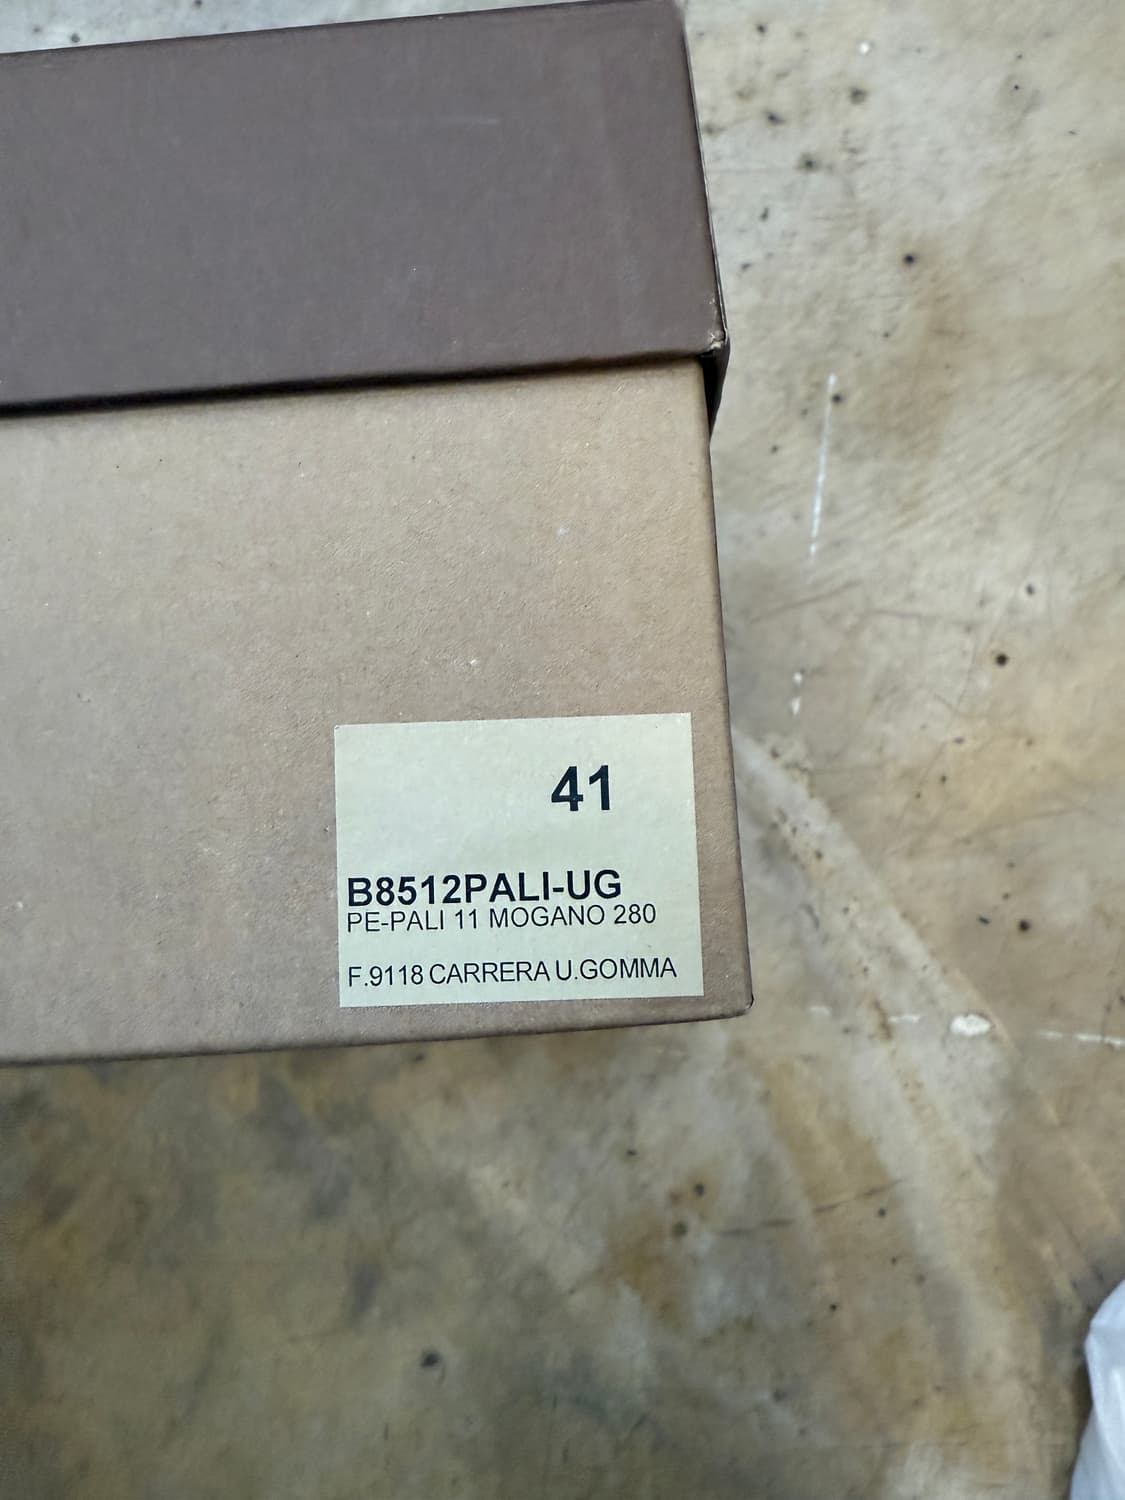 41
B8512PALI-UG
PE-PALI 11 MOGANO 280
F.9118 CARRERA U.GOMMA